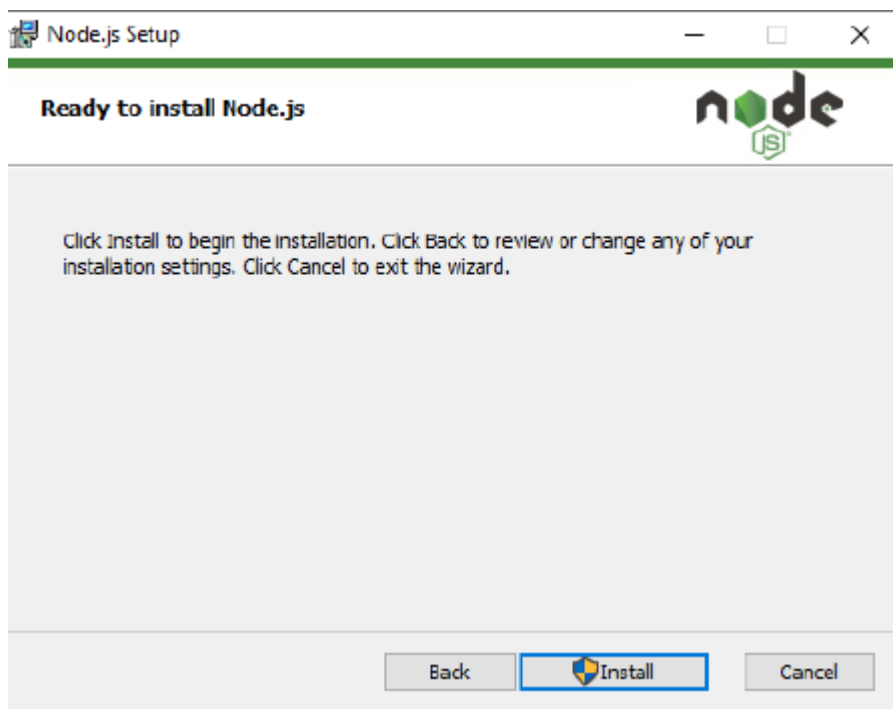 Node.js Setup
Ready to install Node.js
node
JS
Click Install to begin the installation. Click Back to review or change any of your
installation settings. Click Cancel to exit the wizard.
Back
Install
Cancel